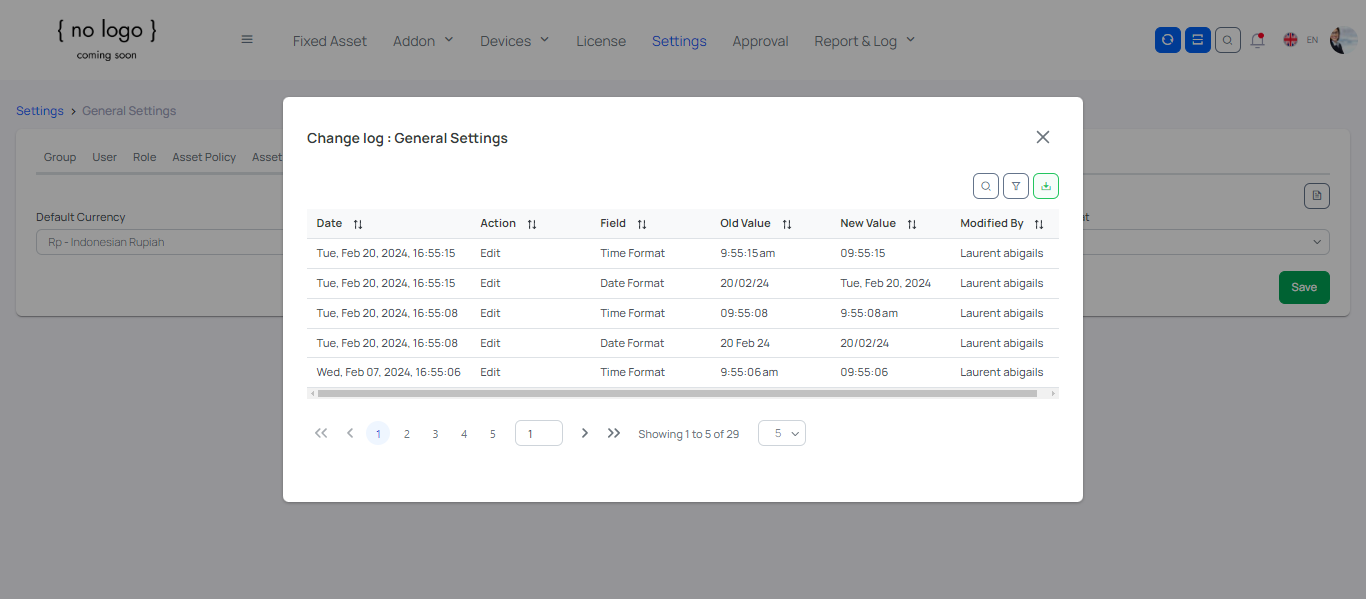 { no logo }
coming soon
Fixed Asset Addon Devices License Settings Approval Report & Log EN
Settings > General Settings
Group User Role Asset Policy Asset
Default Currency
Rp - Indonesian Rupiah
Save
Change log : General Settings
Date Action Field Old Value New Value Modified By
Tue, Feb 20, 2024, 16:55:15 Edit Time Format 9:55:15 am 09:55:15 Laurent abigails
Tue, Feb 20, 2024, 16:55:15 Edit Date Format 20/02/24 Tue, Feb 20, 2024 Laurent abigails
Tue, Feb 20, 2024, 16:55:08 Edit Time Format 09:55:08 9:55:08 am Laurent abigails
Tue, Feb 20, 2024, 16:55:08 Edit Date Format 20 Feb 24 20/02/24 Laurent abigails
Wed, Feb 07, 2024, 16:55:06 Edit Time Format 9:55:06 am 09:55:06 Laurent abigails
1 2 3 4 5 1 Showing 1 to 5 of 29 5